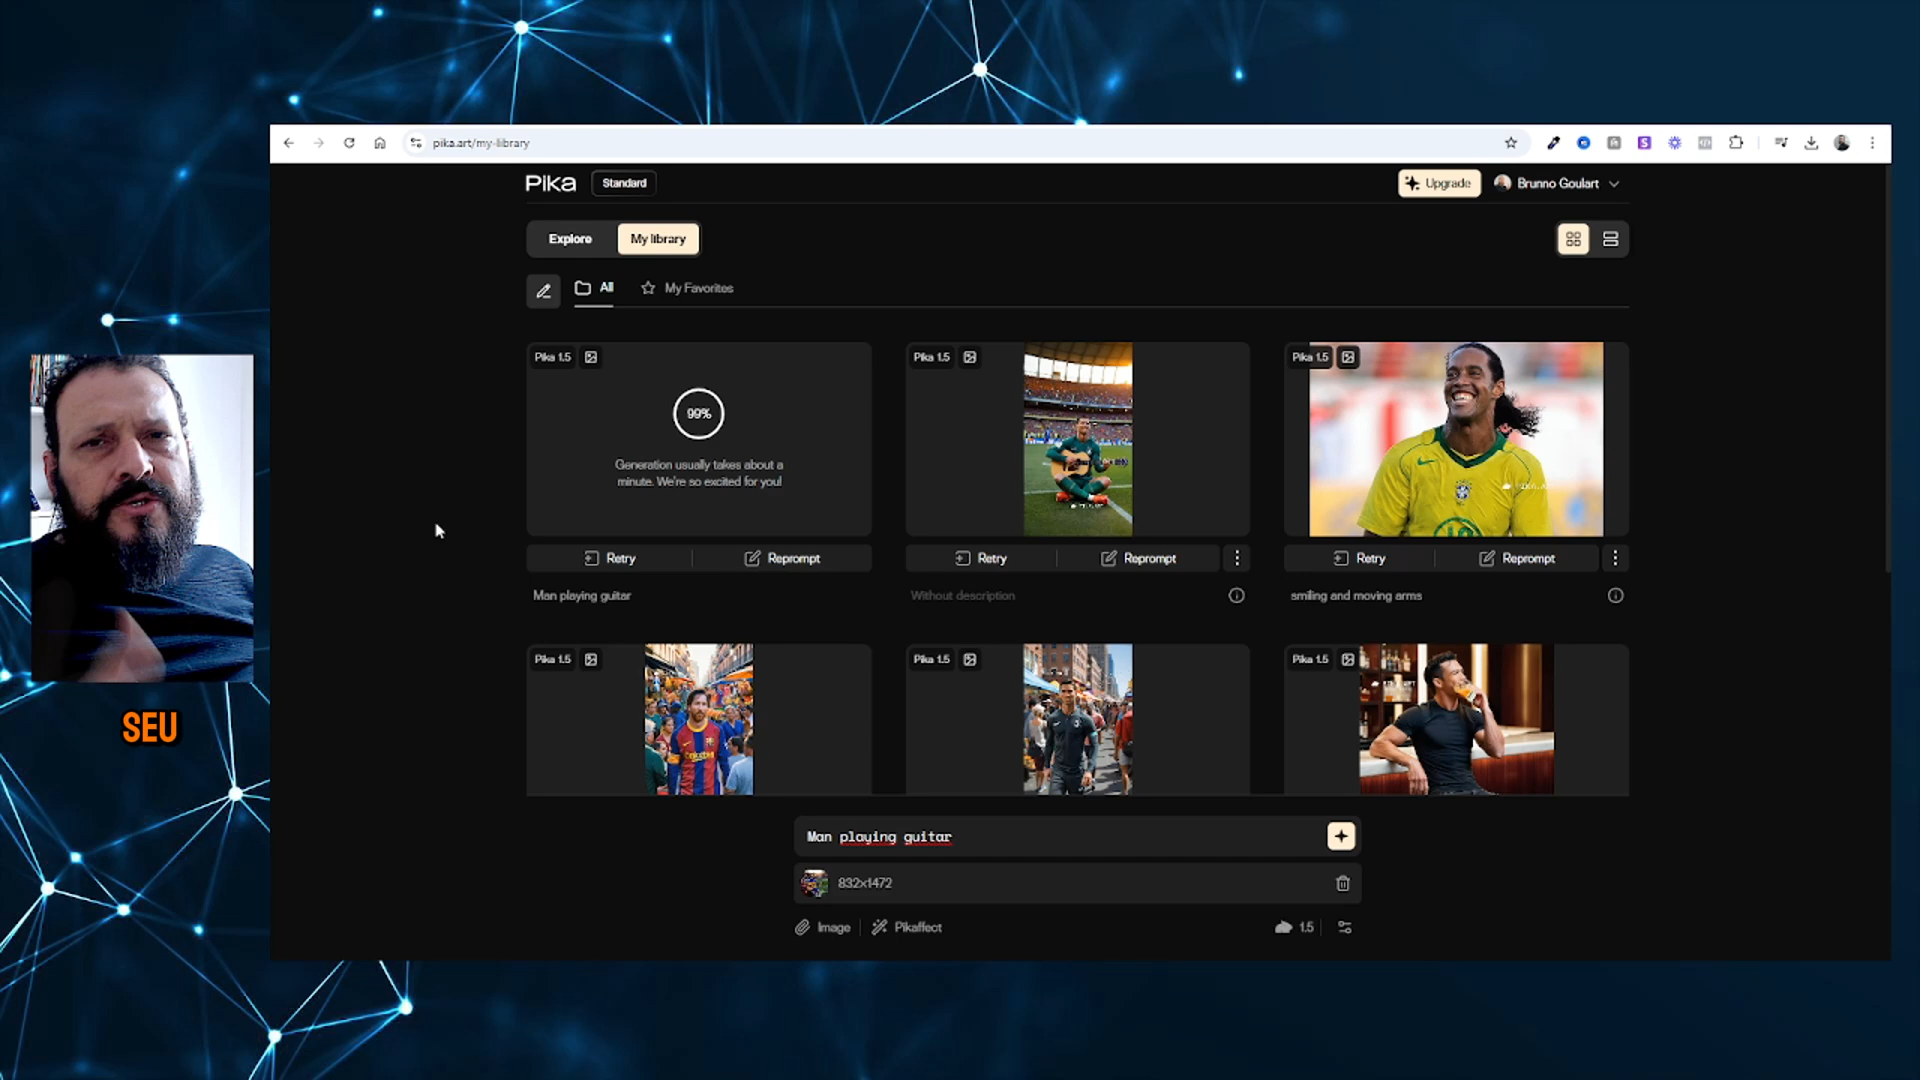 pika.art/my-library
Pika
Standard
Upgrade
Brunno Goulart
Explore
My library
All
My Favorites
Pika 1.5
99%
Generation usually takes about a
minute. We're so excited for you!
Pika 1.5
Pika 1.5
Retry
Reprompt
Retry
Reprompt
Retry
Reprompt
Man playing guitar
Without description
smiling and moving arms
Pika 1.5
Pika 1.5
Pika 1.5
SEU
Man playing guitar
832×1472
Image
Pikaffect
1.5